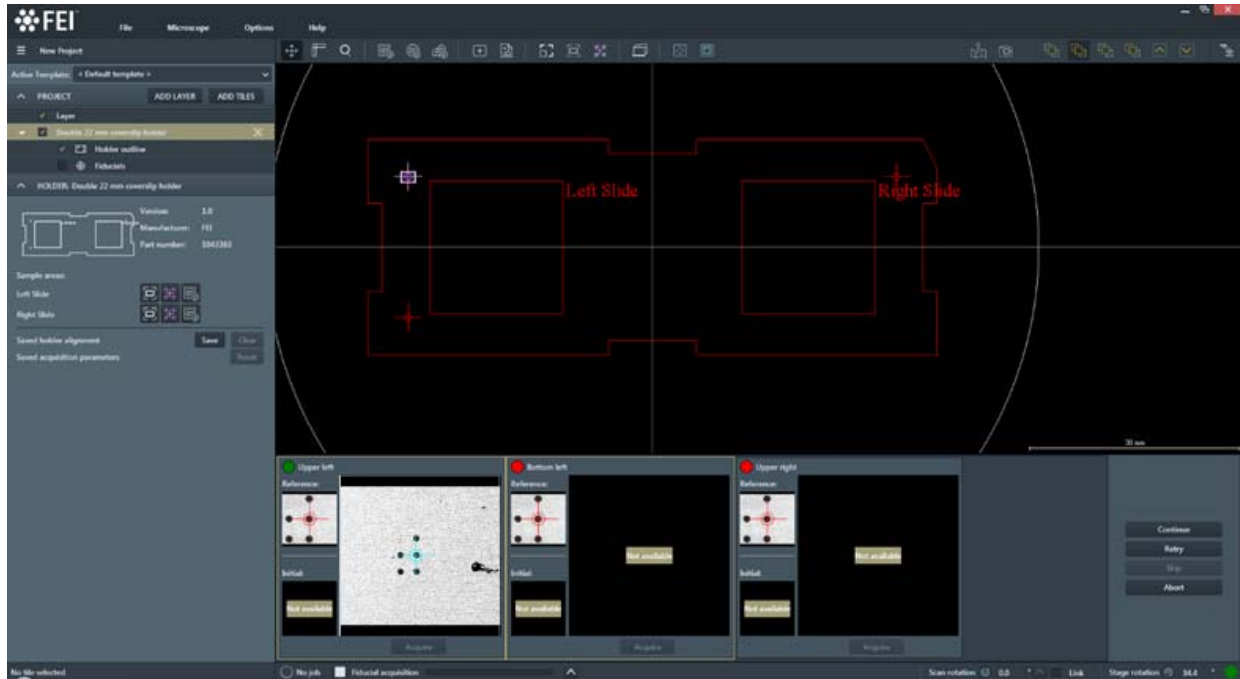 FEI
File Microscope Options Help
New Project
Active Template: < Default template >
PROJECT ADD LAYER ADD TILES
Layer
Double 22 mm coverslip holder
Holder outline
Fiducials
HOLDER: Double 22 mm coverslip holder
Version: 1.0
Manufacturer: FEI
Part number:
Sample areas:
Left Slide
Right Slide
Saved holder alignment Save Clear
Saved acquisition parameters Reset
Left Slide
Right Slide
30 mm
Upper left
Reference:
Initial:
Not available
Acquire
Bottom left
Reference:
Not available
Initial:
Not available
Acquire
Upper right
Reference:
Not available
Initial:
Not available
Acquire
Continue
Retry
Skip
Abort
No tile selected
No job Fiducial acquisition
Scan rotation: 0.0 ° Link Stage rotation 34.4 °